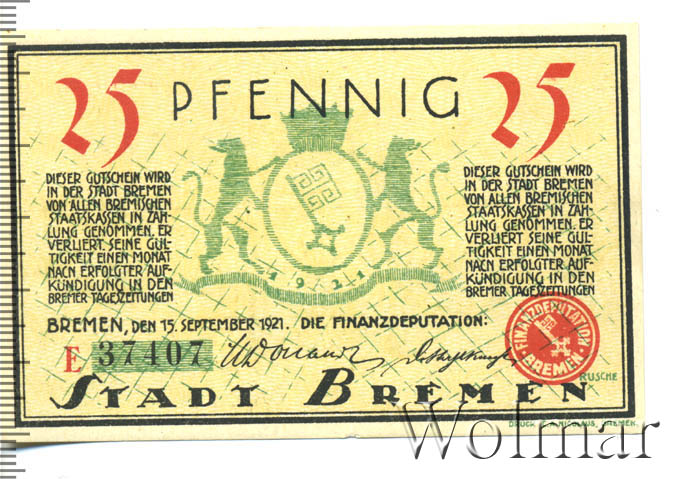 25 PFENNIG 25
DIESER GUTSCHEIN WIRD
IN DER STADT BREMEN
VON ALLEN BREMISCHEN
STAATSKASSEN IN ZAH-
LUNG GENOMMEN. ER
VERLIERT SEINE GÜL-
TIGKEIT EINEN MONAT
NACH ERFOLGTER AUF-
KÜNDIGUNG IN DEN
BREMER TAGESZEITUNGEN
1921
DIESER GUTSCHEIN WIRD
IN DER STADT BREMEN
VON ALLEN BREMISCHEN
STAATSKASSEN IN ZAH-
LUNG GENOMMEN. ER
VERLIERT SEINE GÜL-
TIGKEIT EINEN MONAT
NACH ERFOLGTER AUF-
KÜNDIGUNG IN DEN
BREMER TAGESZEITUNGEN
BREMEN, DEN 15. SEPTEMBER 1921. DIE FINANZDEPUTATION:
E 37407
FINANZDEPUTATION
BREMEN
RUSCHE
STADT BREMEN
DRUCK NICOLAUS, BREMEN.
Wolmar